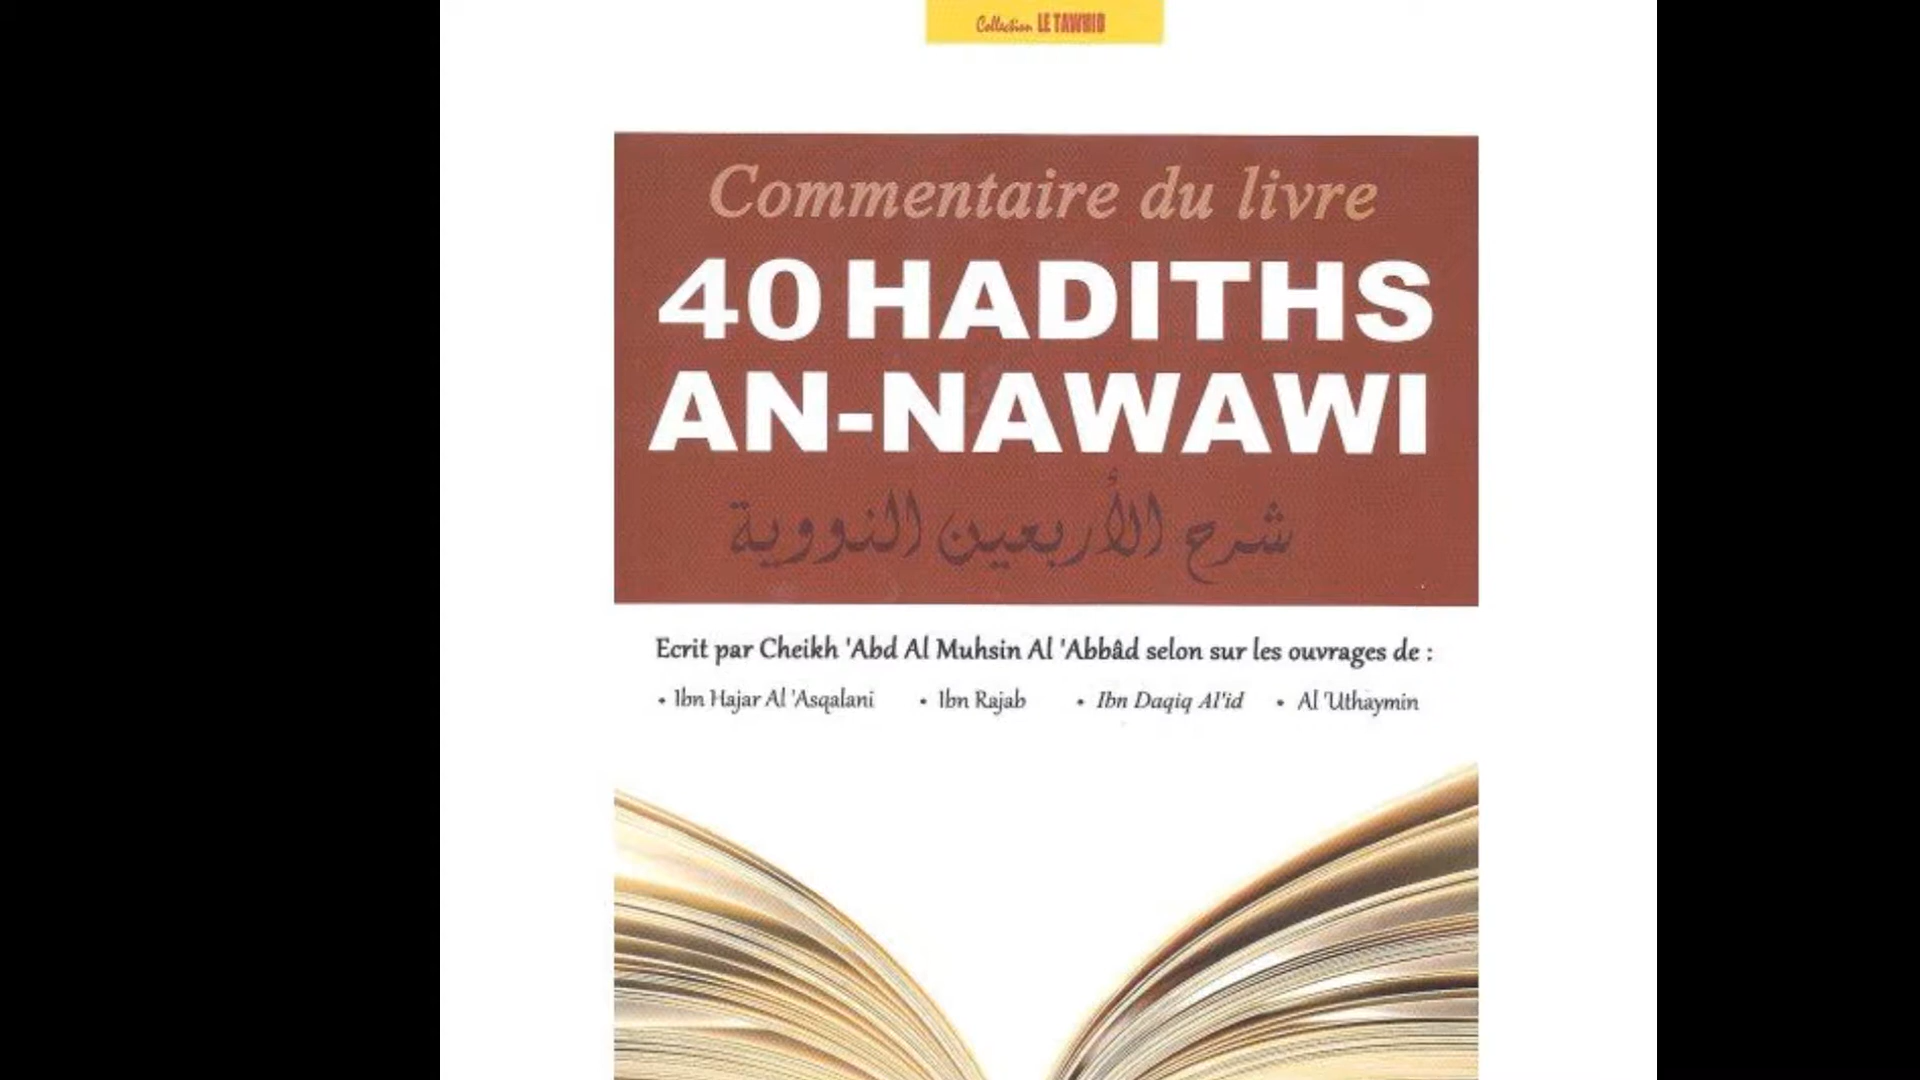 Collection LE TAWHID
Commentaire du livre
40 HADITHS
AN-NAWAWI
شرح الأربعين النووية
Ecrit par Cheikh 'Abd Al Muhsin Al 'Abbâd selon sur les ouvrages de :
• Ibn Hajar Al 'Asqalani • Ibn Rajab • Ibn Daqiq Al'id • Al 'Uthaymin